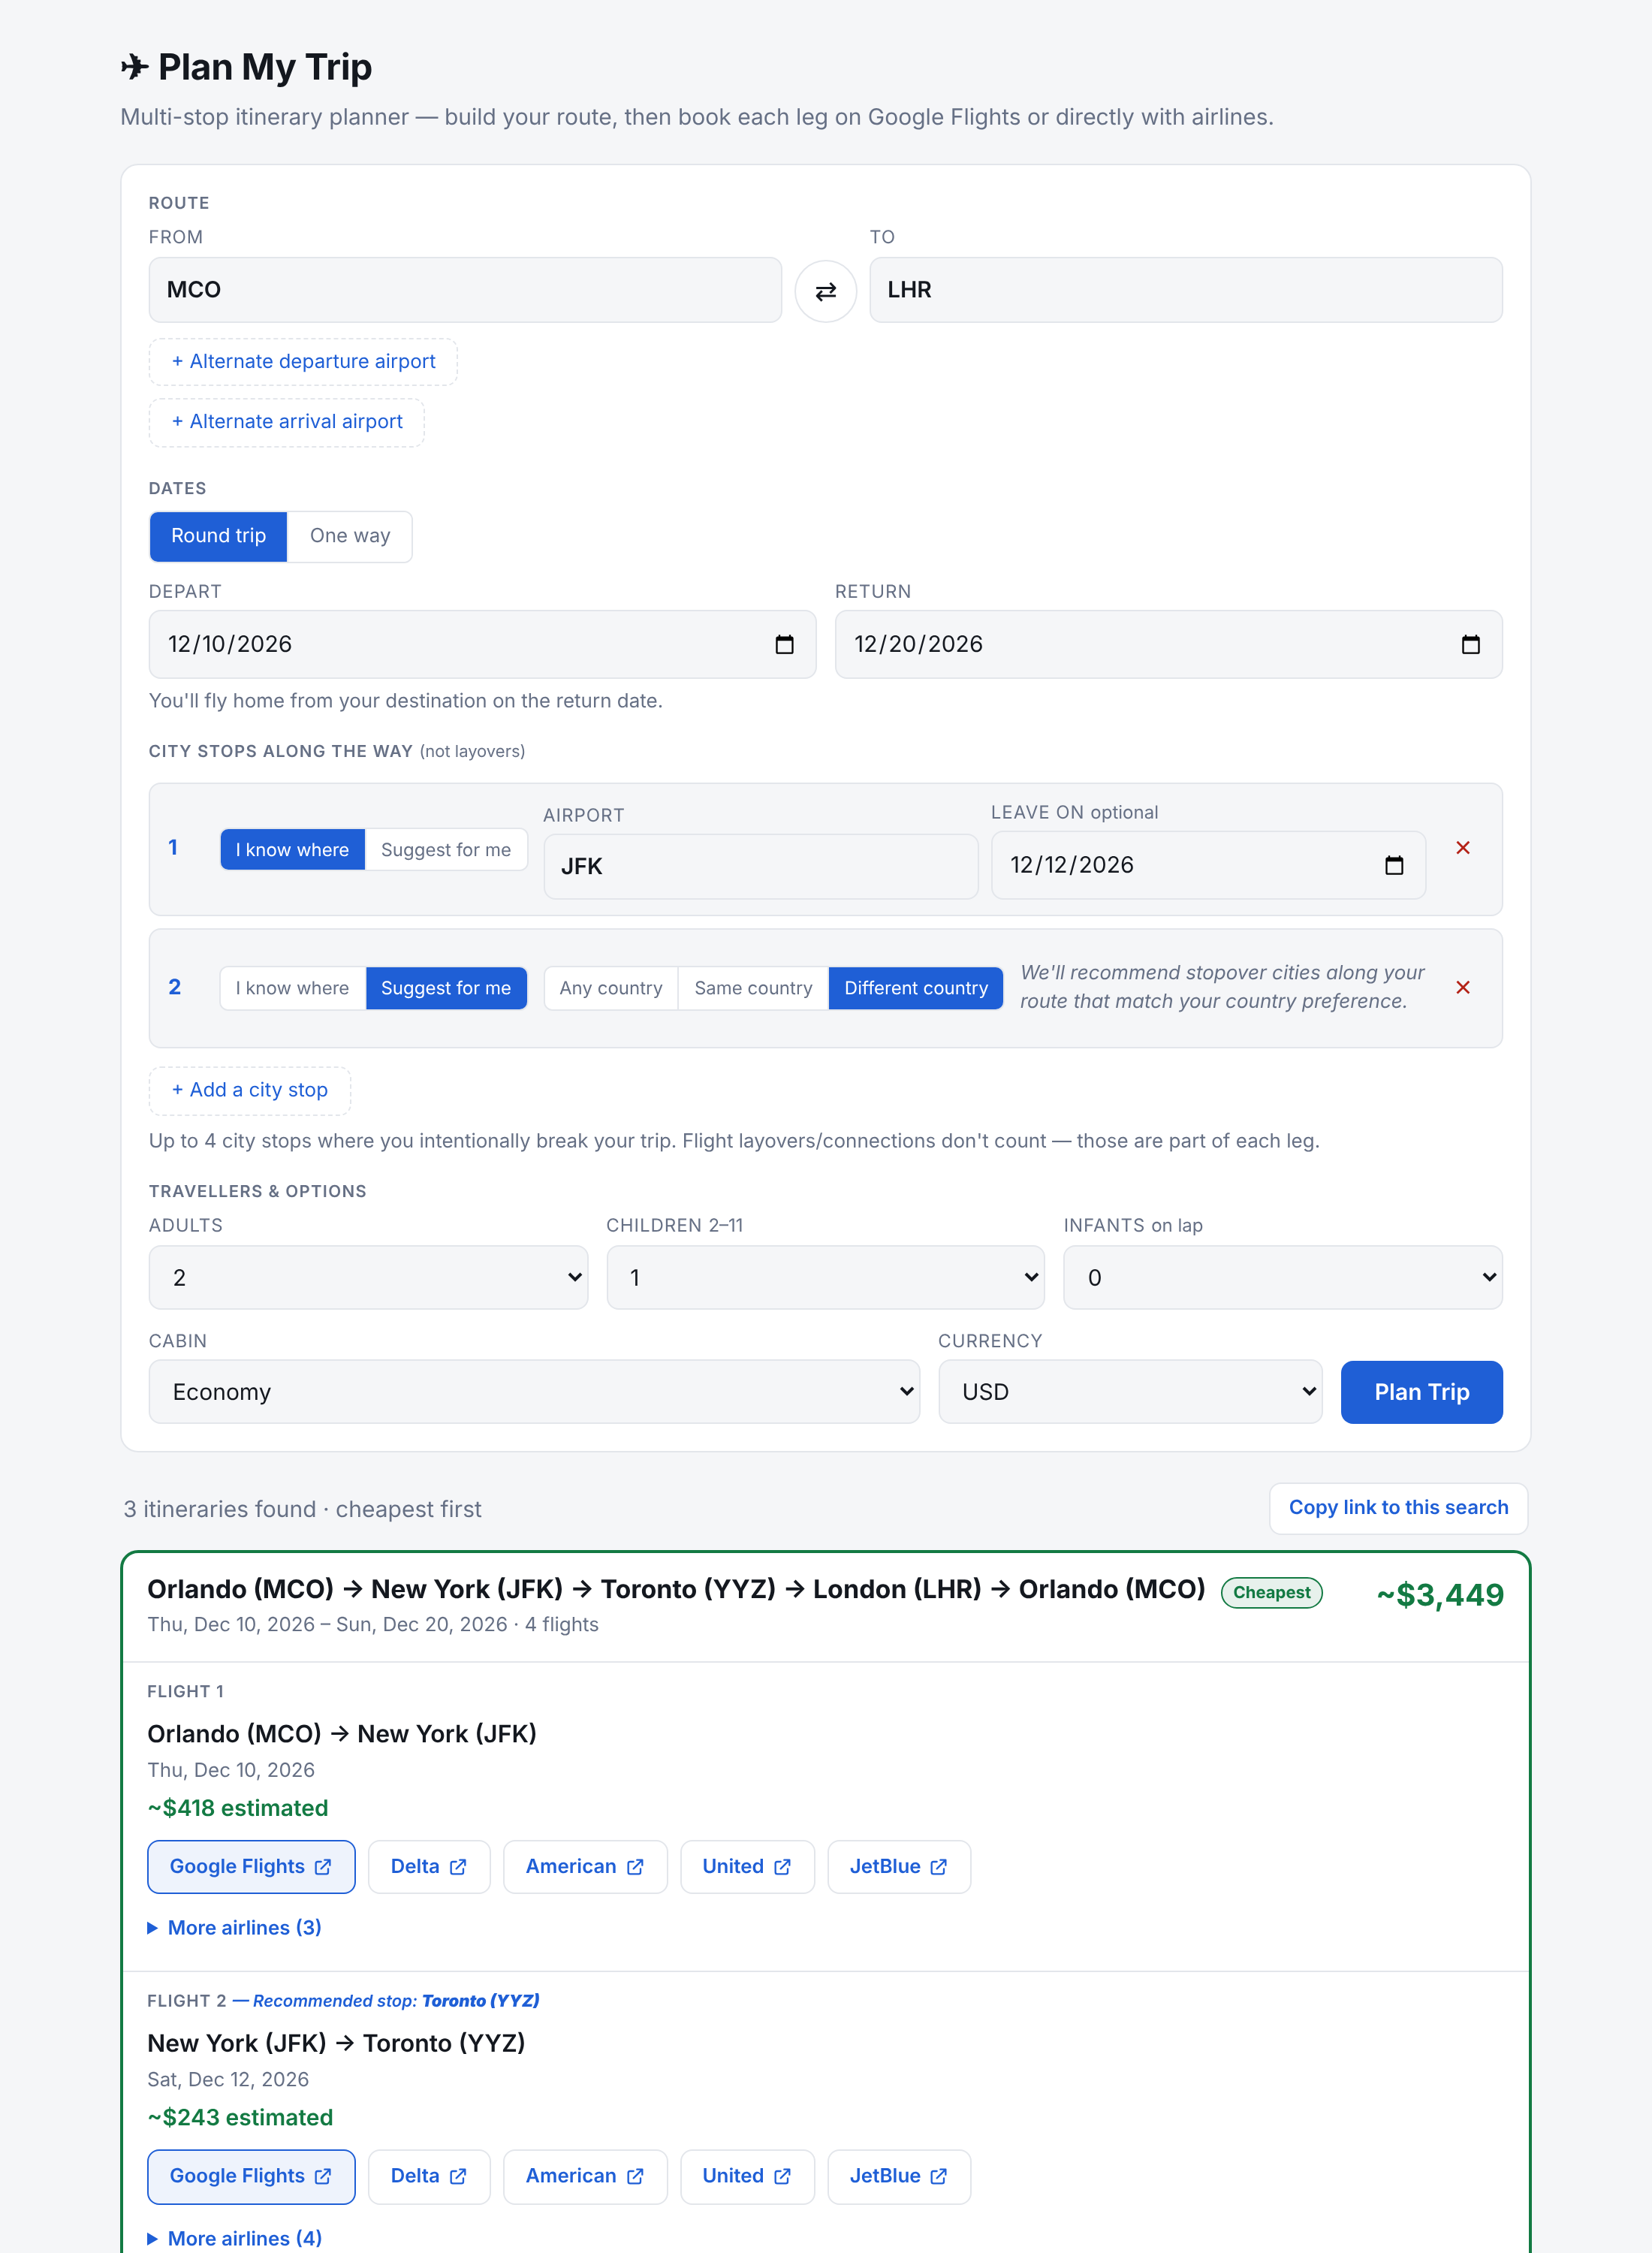 ✈ Plan My Trip
Multi-stop itinerary planner — build your route, then book each leg on Google Flights or directly with airlines.
ROUTE
FROM
TO
MCO
⇄
LHR
+ Alternate departure airport
+ Alternate arrival airport
DATES
Round trip
One way
DEPART
RETURN
12/10/2026
12/20/2026
You'll fly home from your destination on the return date.
CITY STOPS ALONG THE WAY (not layovers)
1
I know where
Suggest for me
AIRPORT
JFK
LEAVE ON optional
12/12/2026
✕
2
I know where
Suggest for me
Any country
Same country
Different country
We'll recommend stopover cities along your
route that match your country preference.
✕
+ Add a city stop
Up to 4 city stops where you intentionally break your trip. Flight layovers/connections don't count — those are part of each leg.
TRAVELLERS & OPTIONS
ADULTS
CHILDREN 2–11
INFANTS on lap
2
1
0
CABIN
CURRENCY
Economy
USD
Plan Trip
3 itineraries found · cheapest first
Copy link to this search
Orlando (MCO) → New York (JFK) → Toronto (YYZ) → London (LHR) → Orlando (MCO)
Cheapest
~$3,449
Thu, Dec 10, 2026 – Sun, Dec 20, 2026 · 4 flights
FLIGHT 1
Orlando (MCO) → New York (JFK)
Thu, Dec 10, 2026
~$418 estimated
Google Flights
Delta
American
United
JetBlue
▶ More airlines (3)
FLIGHT 2 — Recommended stop: Toronto (YYZ)
New York (JFK) → Toronto (YYZ)
Sat, Dec 12, 2026
~$243 estimated
Google Flights
Delta
American
United
JetBlue
▶ More airlines (4)